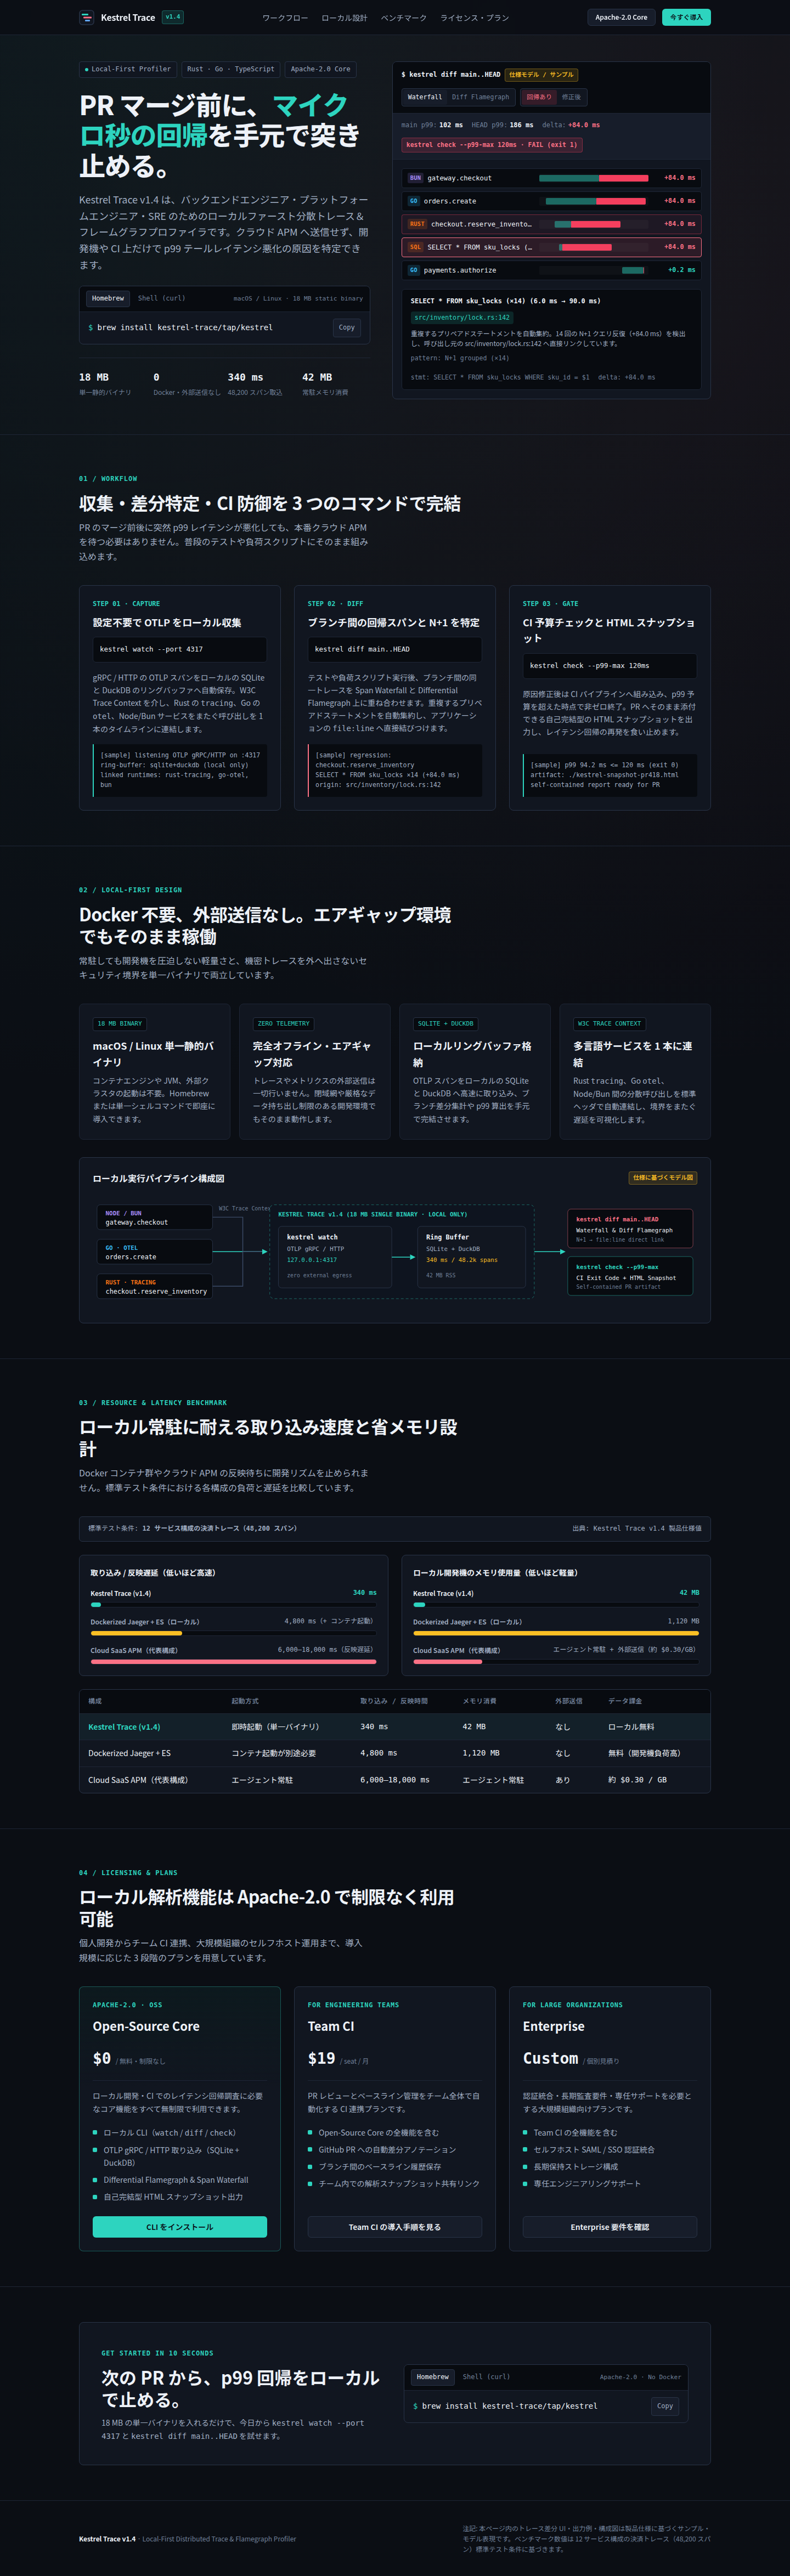 Kestrel Trace v1.4
ワークフロー ローカル設計 ベンチマーク ライセンス・プラン
Apache-2.0 Core 今すぐ導入
Local-First Profiler Rust · Go · TypeScript Apache-2.0 Core
PR マージ前に、マイク
ロ秒の回帰を手元で突き
止める。
Kestrel Trace v1.4 は、バックエンドエンジニア・プラットフォー
ムエンジニア・SRE のためのローカルファースト分散トレース＆
フレームグラフプロファイラです。クラウド APM へ送信せず、開
発機や CI 上だけで p99 テールレイテンシ悪化の原因を特定でき
ます。
Homebrew Shell (curl) macOS / Linux · 18 MB static binary
$ brew install kestrel-trace/tap/kestrel Copy
18 MB 0 340 ms 42 MB
単一静的バイナリ Docker・外部送信なし 48,200 スパン取込 常駐メモリ消費
$ kestrel diff main..HEAD 仕様モデル / サンプル
Waterfall Diff Flamegraph 回帰あり 修正後
main p99: 102 ms HEAD p99: 186 ms delta: +84.0 ms
kestrel check --p99-max 120ms · FAIL (exit 1)
BUN gateway.checkout +84.0 ms
GO orders.create +84.0 ms
RUST checkout.reserve_invento… +84.0 ms
SQL SELECT * FROM sku_locks (… +84.0 ms
GO payments.authorize +0.2 ms
SELECT * FROM sku_locks (×14) (6.0 ms → 90.0 ms)
src/inventory/lock.rs:142
重複するプリペアドステートメントを自動集約。14 回の N+1 クエリ反復（+84.0 ms）を検出
し、呼び出し元の src/inventory/lock.rs:142 へ直接リンクしています。
pattern: N+1 grouped (×14)
stmt: SELECT * FROM sku_locks WHERE sku_id = $1 delta: +84.0 ms
01 / WORKFLOW
収集・差分特定・CI 防御を 3 つのコマンドで完結
PR のマージ前後に突然 p99 レイテンシが悪化しても、本番クラウド APM
を待つ必要はありません。普段のテストや負荷スクリプトにそのまま組み
込めます。
STEP 01 · CAPTURE
設定不要で OTLP をローカル収集
kestrel watch --port 4317
gRPC / HTTP の OTLP スパンをローカルの SQLite
と DuckDB のリングバッファへ自動保存。W3C
Trace Context を介し、Rust の tracing、Go の
otel、Node/Bun サービスをまたぐ呼び出しを 1
本のタイムラインに連結します。
[sample] listening OTLP gRPC/HTTP on :4317
ring-buffer: sqlite+duckdb (local only)
linked runtimes: rust-tracing, go-otel,
bun
STEP 02 · DIFF
ブランチ間の回帰スパンと N+1 を特定
kestrel diff main..HEAD
テストや負荷スクリプト実行後、ブランチ間の同
一トレースを Span Waterfall と Differential
Flamegraph 上に重ね合わせます。重複するプリペ
アドステートメントを自動集約し、アプリケーショ
ンの file:line へ直接結びつけます。
[sample] regression:
checkout.reserve_inventory
SELECT * FROM sku_locks ×14 (+84.0 ms)
origin: src/inventory/lock.rs:142
STEP 03 · GATE
CI 予算チェックと HTML スナップショ
ット
kestrel check --p99-max 120ms
原因修正後は CI パイプラインへ組み込み、p99 予
算を超えた時点で非ゼロ終了。PR へそのまま添付
できる自己完結型の HTML スナップショットを出
力し、レイテンシ回帰の再発を食い止めます。
[sample] p99 94.2 ms <= 120 ms (exit 0)
artifact: ./kestrel-snapshot-pr418.html
self-contained report ready for PR
02 / LOCAL-FIRST DESIGN
Docker 不要、外部送信なし。エアギャップ環境
でもそのまま稼働
常駐しても開発機を圧迫しない軽量さと、機密トレースを外へ出さないセ
キュリティ境界を単一バイナリで両立しています。
18 MB BINARY
macOS / Linux 単一静的バ
イナリ
コンテナエンジンや JVM、外部ク
ラスタの起動は不要。Homebrew
または単一シェルコマンドで即座に
導入できます。
ZERO TELEMETRY
完全オフライン・エアギャ
ップ対応
トレースやメトリクスの外部送信は
一切行いません。閉域網や厳格なデ
ータ持ち出し制限のある開発環境で
もそのまま動作します。
SQLITE + DUCKDB
ローカルリングバッファ格
納
OTLP スパンをローカルの SQLite
と DuckDB へ高速に取り込み、ブ
ランチ差分集計や p99 算出を手元
で完結させます。
W3C TRACE CONTEXT
多言語サービスを 1 本に連
結
Rust tracing、Go otel、
Node/Bun 間の分散呼び出しを標準
ヘッダで自動連結し、境界をまたぐ
遅延を可視化します。
ローカル実行パイプライン構成図 仕様に基づくモデル図
NODE / BUN
gateway.checkout
GO · OTEL
orders.create
RUST · TRACING
checkout.reserve_inventory
W3C Trace Contex
KESTREL TRACE v1.4 (18 MB SINGLE BINARY · LOCAL ONLY)
kestrel watch
OTLP gRPC / HTTP
127.0.0.1:4317
zero external egress
Ring Buffer
SQLite + DuckDB
340 ms / 48.2k spans
42 MB RSS
kestrel diff main..HEAD
Waterfall & Diff Flamegraph
N+1 → file:line direct link
kestrel check --p99-max
CI Exit Code + HTML Snapshot
Self-contained PR artifact
03 / RESOURCE & LATENCY BENCHMARK
ローカル常駐に耐える取り込み速度と省メモリ設
計
Docker コンテナ群やクラウド APM の反映待ちに開発リズムを止められま
せん。標準テスト条件における各構成の負荷と遅延を比較しています。
標準テスト条件: 12 サービス構成の決済トレース（48,200 スパン） 出典: Kestrel Trace v1.4 製品仕様値
取り込み / 反映遅延（低いほど高速）
Kestrel Trace (v1.4) 340 ms
Dockerized Jaeger + ES（ローカル） 4,800 ms（+ コンテナ起動）
Cloud SaaS APM（代表構成） 6,000–18,000 ms（反映遅延）
ローカル開発機のメモリ使用量（低いほど軽量）
Kestrel Trace (v1.4) 42 MB
Dockerized Jaeger + ES（ローカル） 1,120 MB
Cloud SaaS APM（代表構成） エージェント常駐 + 外部送信（約 $0.30/GB）
構成 起動方式 取り込み / 反映時間 メモリ消費 外部送信 データ課金
Kestrel Trace (v1.4) 即時起動（単一バイナリ） 340 ms 42 MB なし ローカル無料
Dockerized Jaeger + ES コンテナ起動が別途必要 4,800 ms 1,120 MB なし 無料（開発機負荷高）
Cloud SaaS APM（代表構成） エージェント常駐 6,000–18,000 ms エージェント常駐 あり 約 $0.30 / GB
04 / LICENSING & PLANS
ローカル解析機能は Apache-2.0 で制限なく利用
可能
個人開発からチーム CI 連携、大規模組織のセルフホスト運用まで、導入
規模に応じた 3 段階のプランを用意しています。
APACHE-2.0 · OSS
Open-Source Core
$0 / 無料・制限なし
ローカル開発・CI でのレイテンシ回帰調査に必要
なコア機能をすべて無制限で利用できます。
ローカル CLI（watch / diff / check）
OTLP gRPC / HTTP 取り込み（SQLite +
DuckDB）
Differential Flamegraph & Span Waterfall
自己完結型 HTML スナップショット出力
CLI をインストール
FOR ENGINEERING TEAMS
Team CI
$19 / seat / 月
PR レビューとベースライン管理をチーム全体で自
動化する CI 連携プランです。
Open-Source Core の全機能を含む
GitHub PR への自動差分アノテーション
ブランチ間のベースライン履歴保存
チーム内での解析スナップショット共有リンク
Team CI の導入手順を見る
FOR LARGE ORGANIZATIONS
Enterprise
Custom / 個別見積り
認証統合・長期監査要件・専任サポートを必要と
する大規模組織向けプランです。
Team CI の全機能を含む
セルフホスト SAML / SSO 認証統合
長期保持ストレージ構成
専任エンジニアリングサポート
Enterprise 要件を確認
GET STARTED IN 10 SECONDS
次の PR から、p99 回帰をローカル
で止める。
18 MB の単一バイナリを入れるだけで、今日から kestrel watch --port
4317 と kestrel diff main..HEAD を試せます。
Homebrew Shell (curl) Apache-2.0 · No Docker
$ brew install kestrel-trace/tap/kestrel Copy
Kestrel Trace v1.4 · Local-First Distributed Trace & Flamegraph Profiler
注記: 本ページ内のトレース差分 UI・出力例・構成図は製品仕様に基づくサンプル・
モデル表現です。ベンチマーク数値は 12 サービス構成の決済トレース（48,200 スパ
ン）標準テスト条件に基づきます。